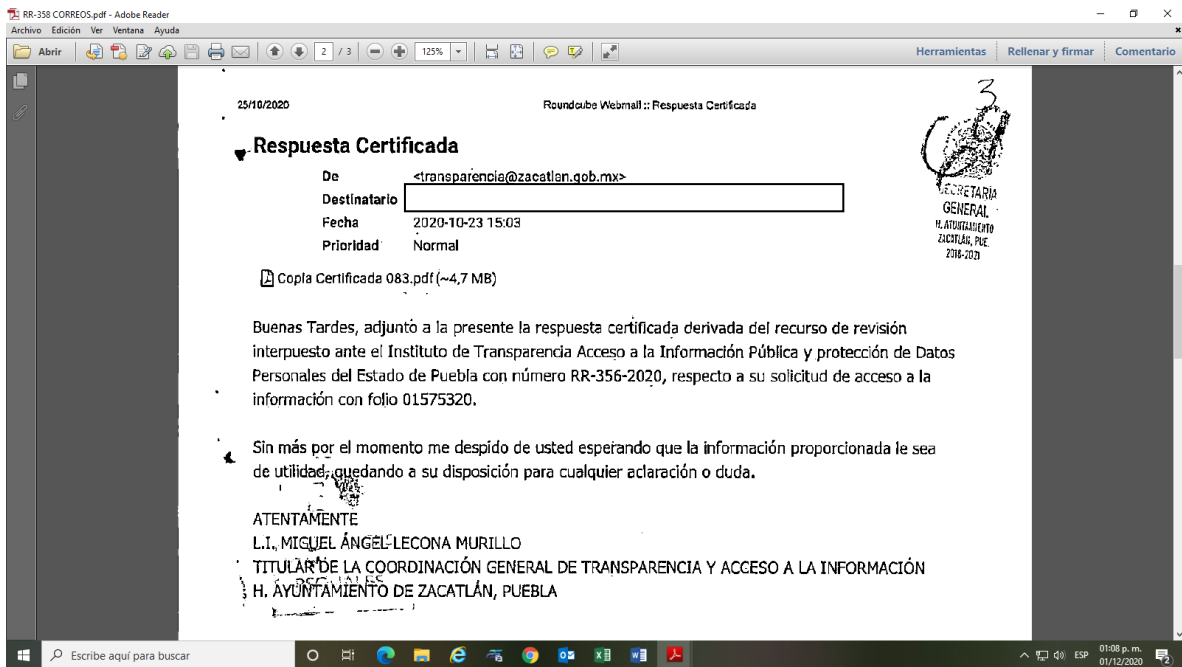 RR-358 CORREOS.pdf - Adobe Reader
Archivo Edición Ver Ventana Ayuda
Abrir 2 / 3 125% Herramientas Rellenar y firmar Comentario
25/10/2020 Roundcube Webmail :: Respuesta Certificada
3
Respuesta Certificada
De <transparencia@zacatlan.gob.mx>
Destinatario
Fecha 2020-10-23 15:03
Prioridad Normal
SECRETARÍA
GENERAL
H. AYUNTAMIENTO
ZACATLÁN, PUE.
2018-2021
Copia Certificada 083.pdf (~4,7 MB)
Buenas Tardes, adjunto a la presente la respuesta certificada derivada del recurso de revisión
interpuesto ante el Instituto de Transparencia Acceso a la Información Pública y protección de Datos
Personales del Estado de Puebla con número RR-356-2020, respecto a su solicitud de acceso a la
información con folio 01575320.
Sin más por el momento me despido de usted esperando que la información proporcionada le sea
de utilidad, quedando a su disposición para cualquier aclaración o duda.
ATENTAMENTE
L.I. MIGUEL ÁNGEL LECONA MURILLO
TITULAR DE LA COORDINACIÓN GENERAL DE TRANSPARENCIA Y ACCESO A LA INFORMACIÓN
H. AYUNTAMIENTO DE ZACATLÁN, PUEBLA
Escribe aquí para buscar
ESP
01:08 p. m.
01/12/2020
2